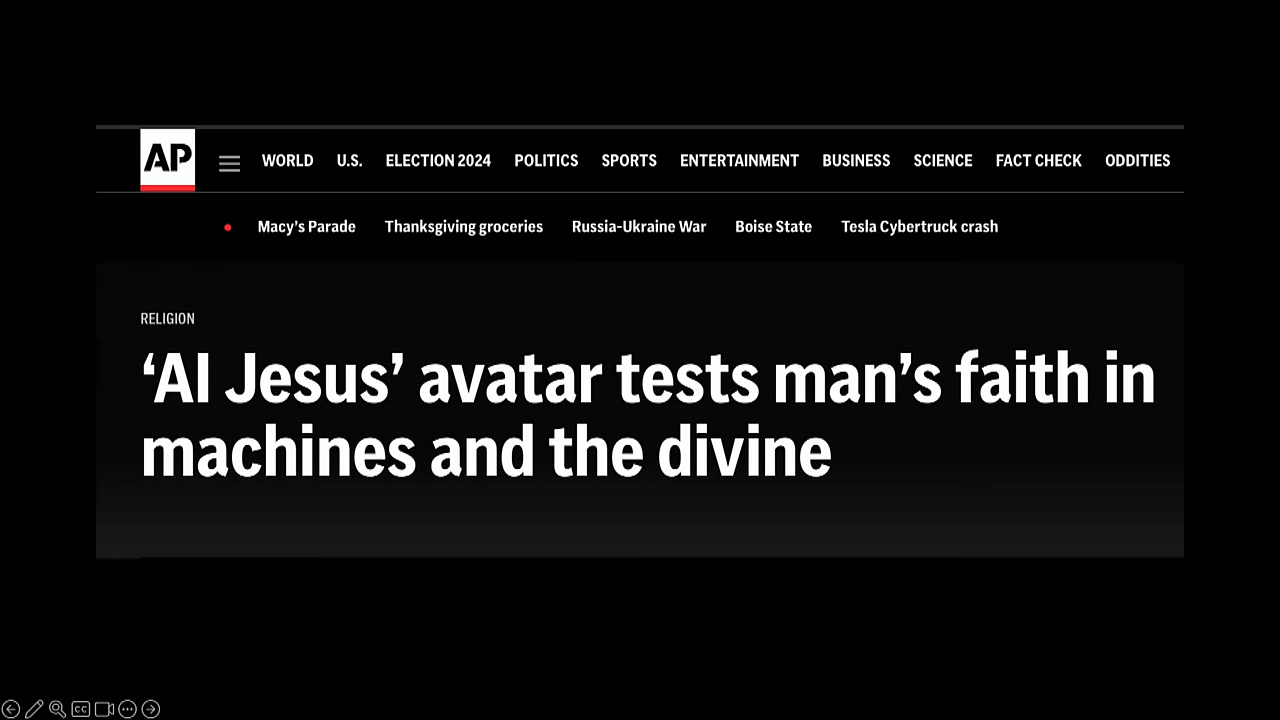 AP
WORLD U.S. ELECTION 2024 POLITICS SPORTS ENTERTAINMENT BUSINESS SCIENCE FACT CHECK ODDITIES
Macy’s Parade Thanksgiving groceries Russia-Ukraine War Boise State Tesla Cybertruck crash
RELIGION
‘AI Jesus’ avatar tests man’s faith in
machines and the divine
CC